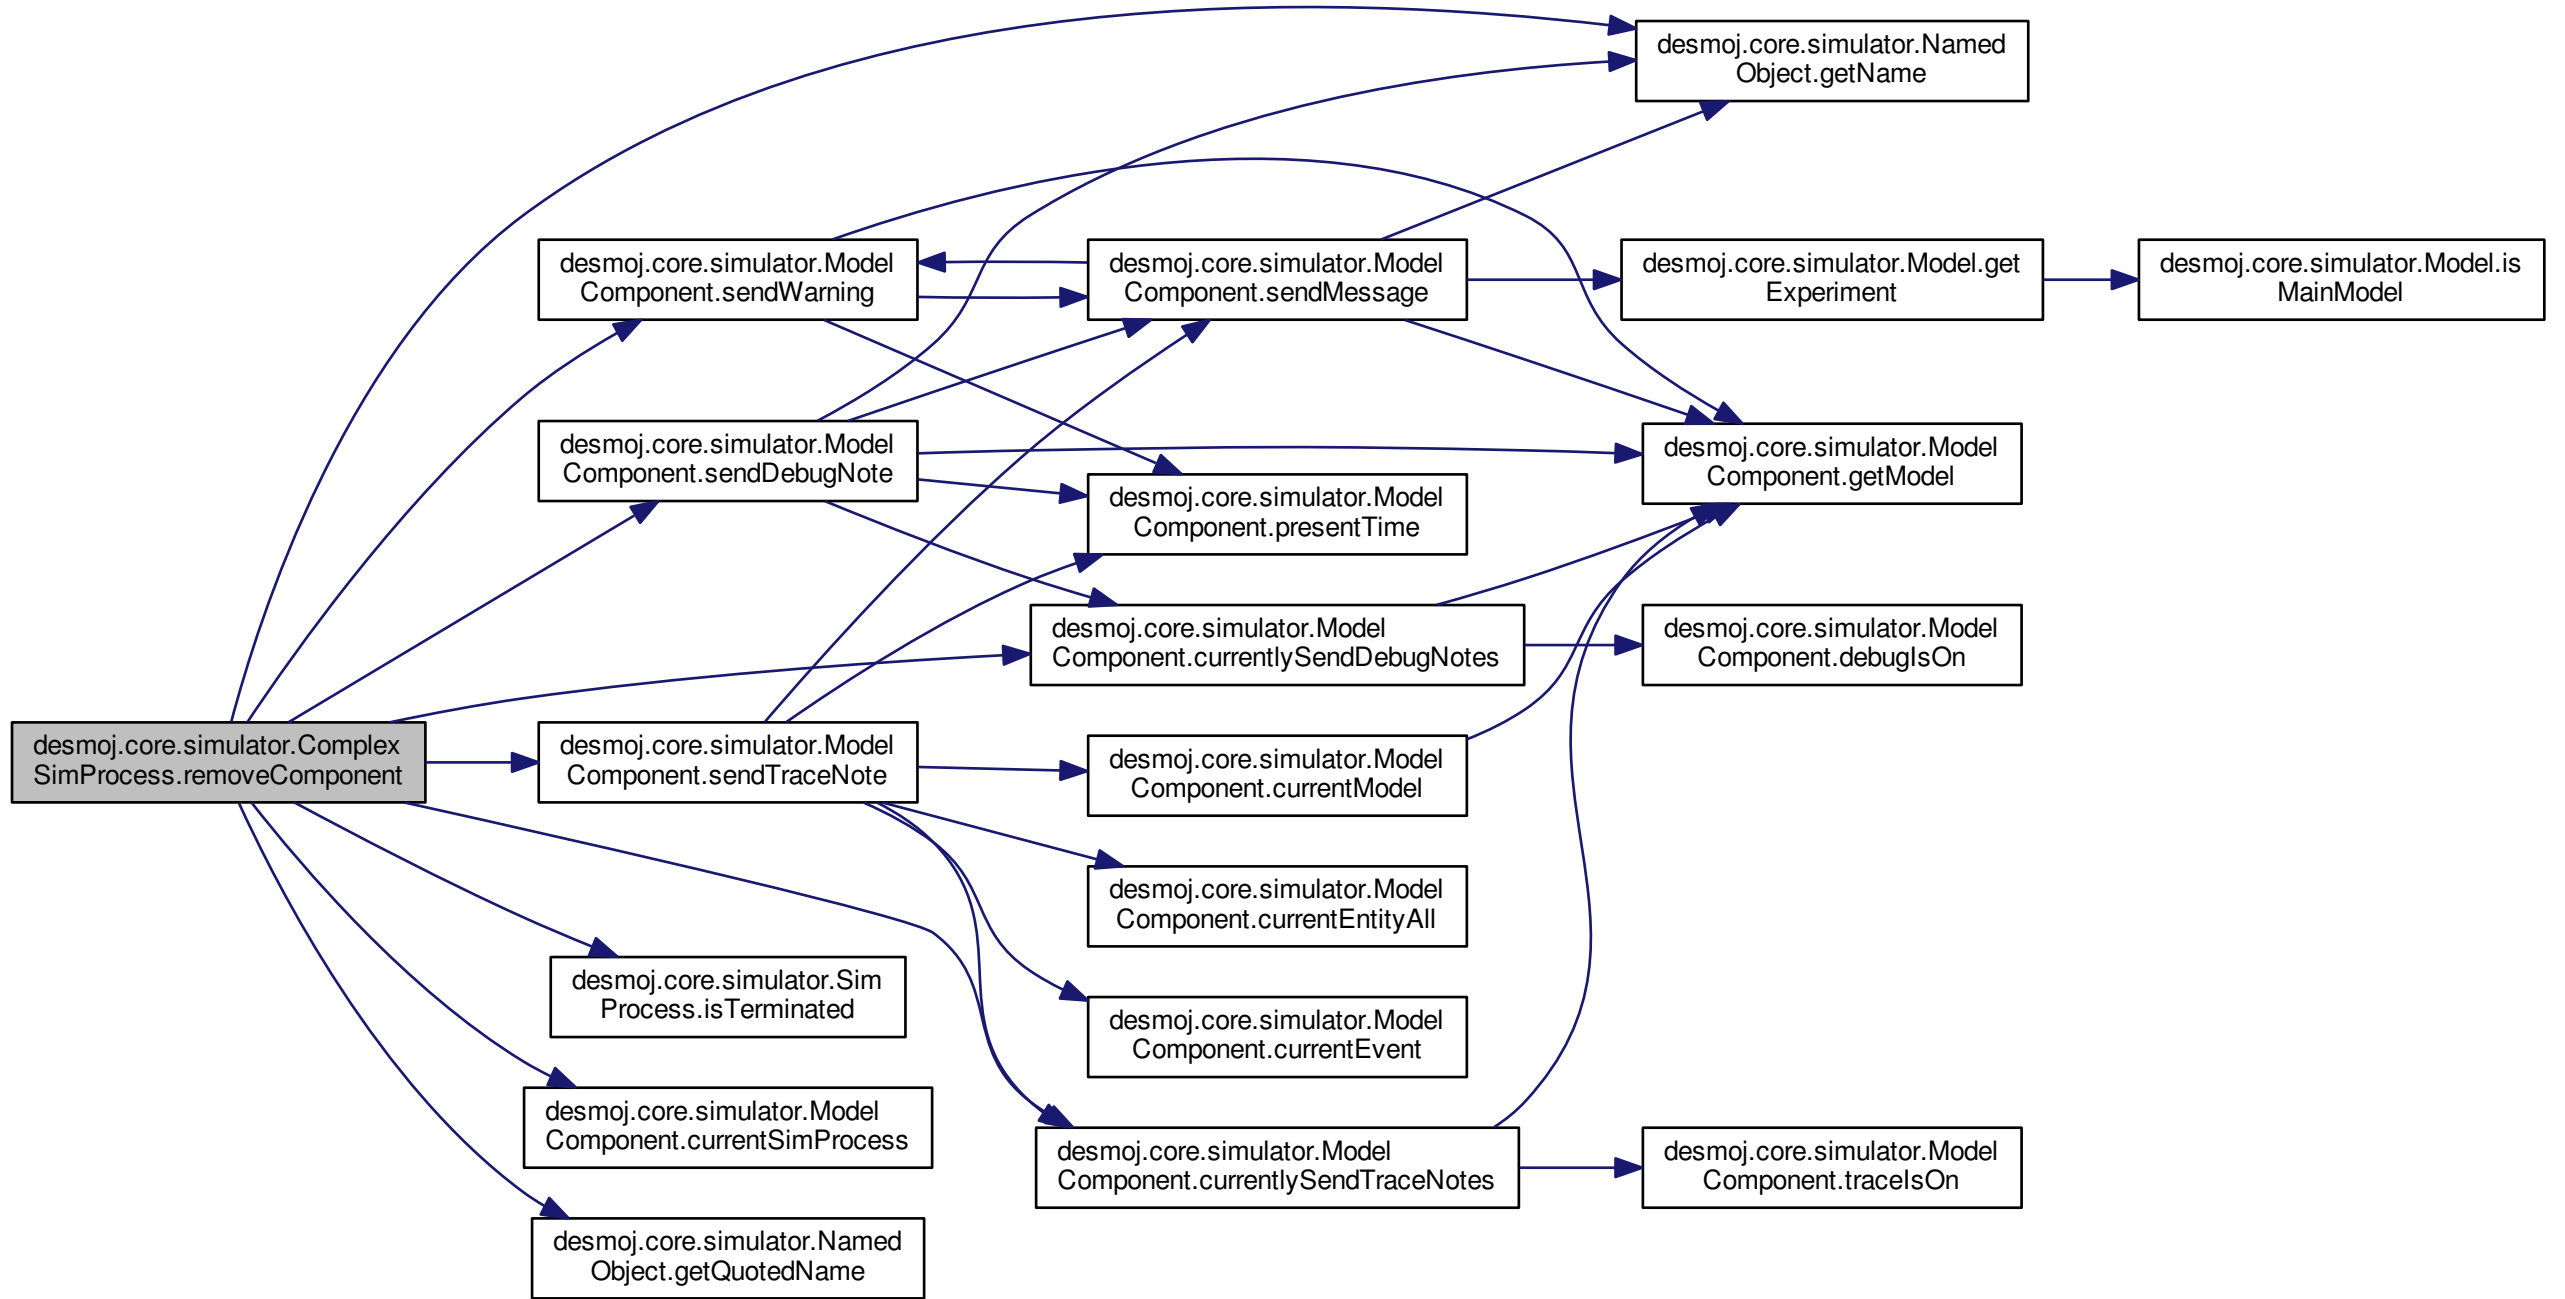 desmoj.core.simulator.Named
Object.getName
desmoj.core.simulator.Model
Component.sendWarning
desmoj.core.simulator.Model
Component.sendMessage
desmoj.core.simulator.Model.get
Experiment
desmoj.core.simulator.Model.is
MainModel
desmoj.core.simulator.Model
Component.sendDebugNote
desmoj.core.simulator.Model
Component.getModel
desmoj.core.simulator.Model
Component.presentTime
desmoj.core.simulator.Model
Component.currentlySendDebugNotes
desmoj.core.simulator.Model
Component.debugIsOn
desmoj.core.simulator.Complex
SimProcess.removeComponent
desmoj.core.simulator.Model
Component.sendTraceNote
desmoj.core.simulator.Model
Component.currentModel
desmoj.core.simulator.Model
Component.currentEntityAll
desmoj.core.simulator.Sim
Process.isTerminated
desmoj.core.simulator.Model
Component.currentEvent
desmoj.core.simulator.Model
Component.currentSimProcess
desmoj.core.simulator.Model
Component.currentlySendTraceNotes
desmoj.core.simulator.Model
Component.traceIsOn
desmoj.core.simulator.Named
Object.getQuotedName